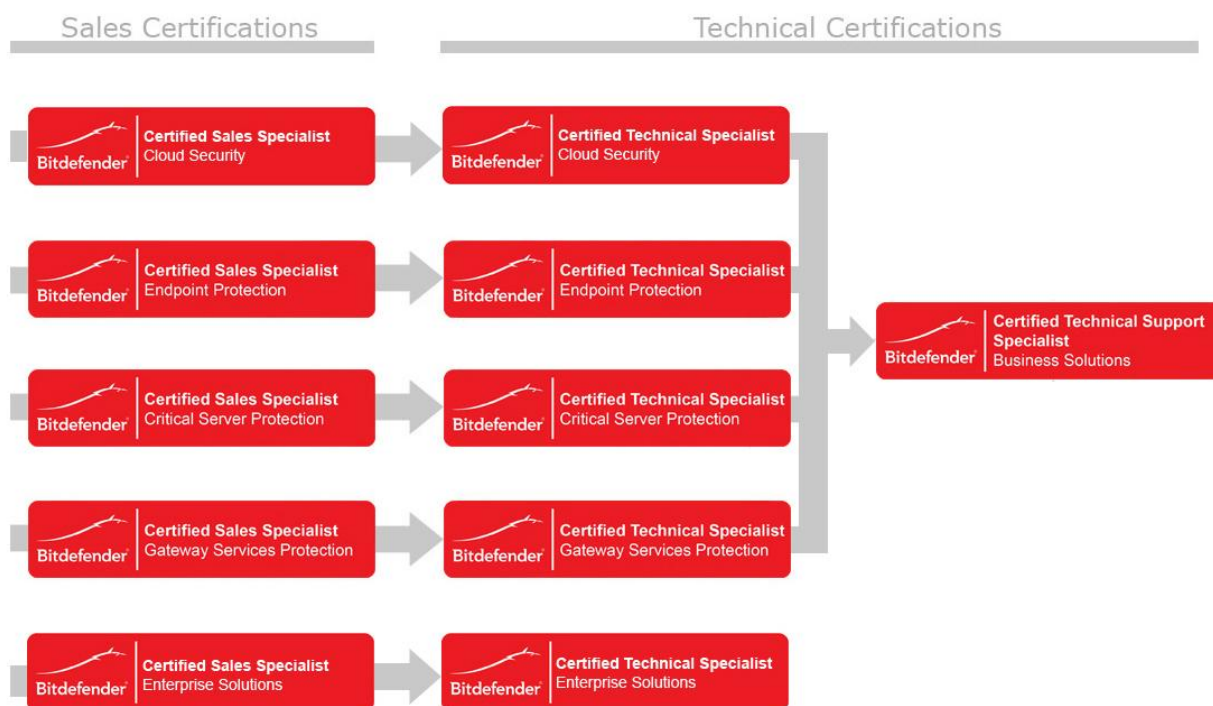 Sales Certifications
Technical Certifications
Bitdefender®
Certified Sales Specialist
Cloud Security
Bitdefender®
Certified Technical Specialist
Cloud Security
Bitdefender®
Certified Sales Specialist
Endpoint Protection
Bitdefender®
Certified Technical Specialist
Endpoint Protection
Bitdefender®
Certified Technical Support
Specialist
Business Solutions
Bitdefender®
Certified Sales Specialist
Critical Server Protection
Bitdefender®
Certified Technical Specialist
Critical Server Protection
Bitdefender®
Certified Sales Specialist
Gateway Services Protection
Bitdefender®
Certified Technical Specialist
Gateway Services Protection
Bitdefender®
Certified Sales Specialist
Enterprise Solutions
Bitdefender®
Certified Technical Specialist
Enterprise Solutions